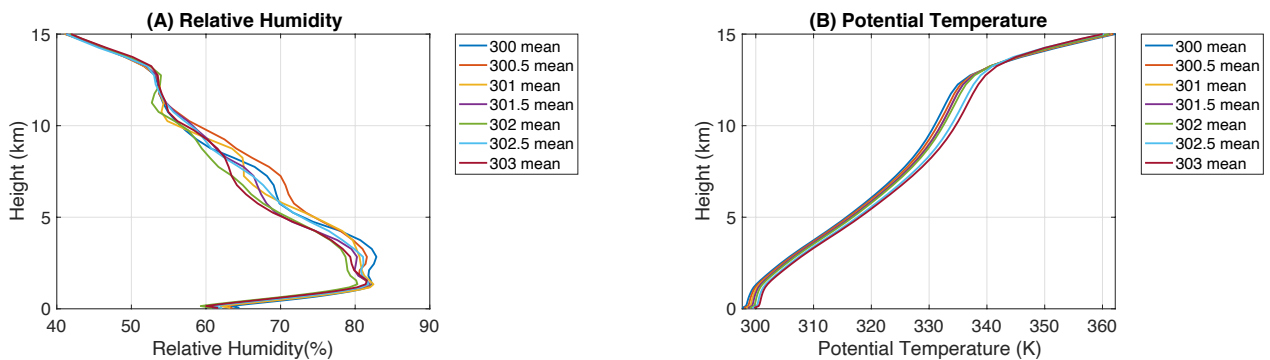 (A) Relative Humidity
15
10
5
0
Height (km)
40 50 60 70 80 90
Relative Humidity(%)
300 mean
300.5 mean
301 mean
301.5 mean
302 mean
302.5 mean
303 mean
(B) Potential Temperature
15
10
5
0
Height (km)
300 310 320 330 340 350 360
Potential Temperature (K)
300 mean
300.5 mean
301 mean
301.5 mean
302 mean
302.5 mean
303 mean